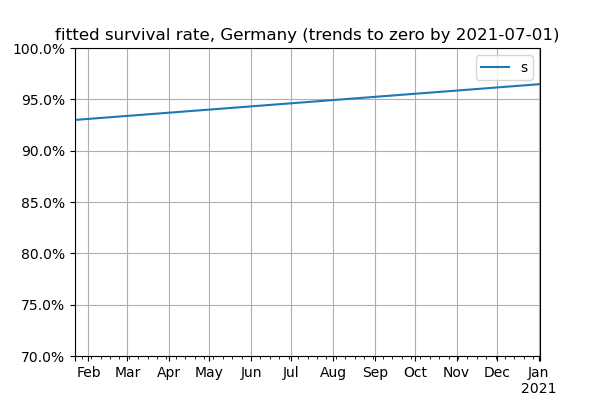 fitted survival rate, Germany (trends to zero by 2021-07-01)
100.0%
95.0%
90.0%
85.0%
80.0%
75.0%
70.0%
s
Feb Mar Apr May Jun Jul Aug Sep Oct Nov Dec Jan
2021